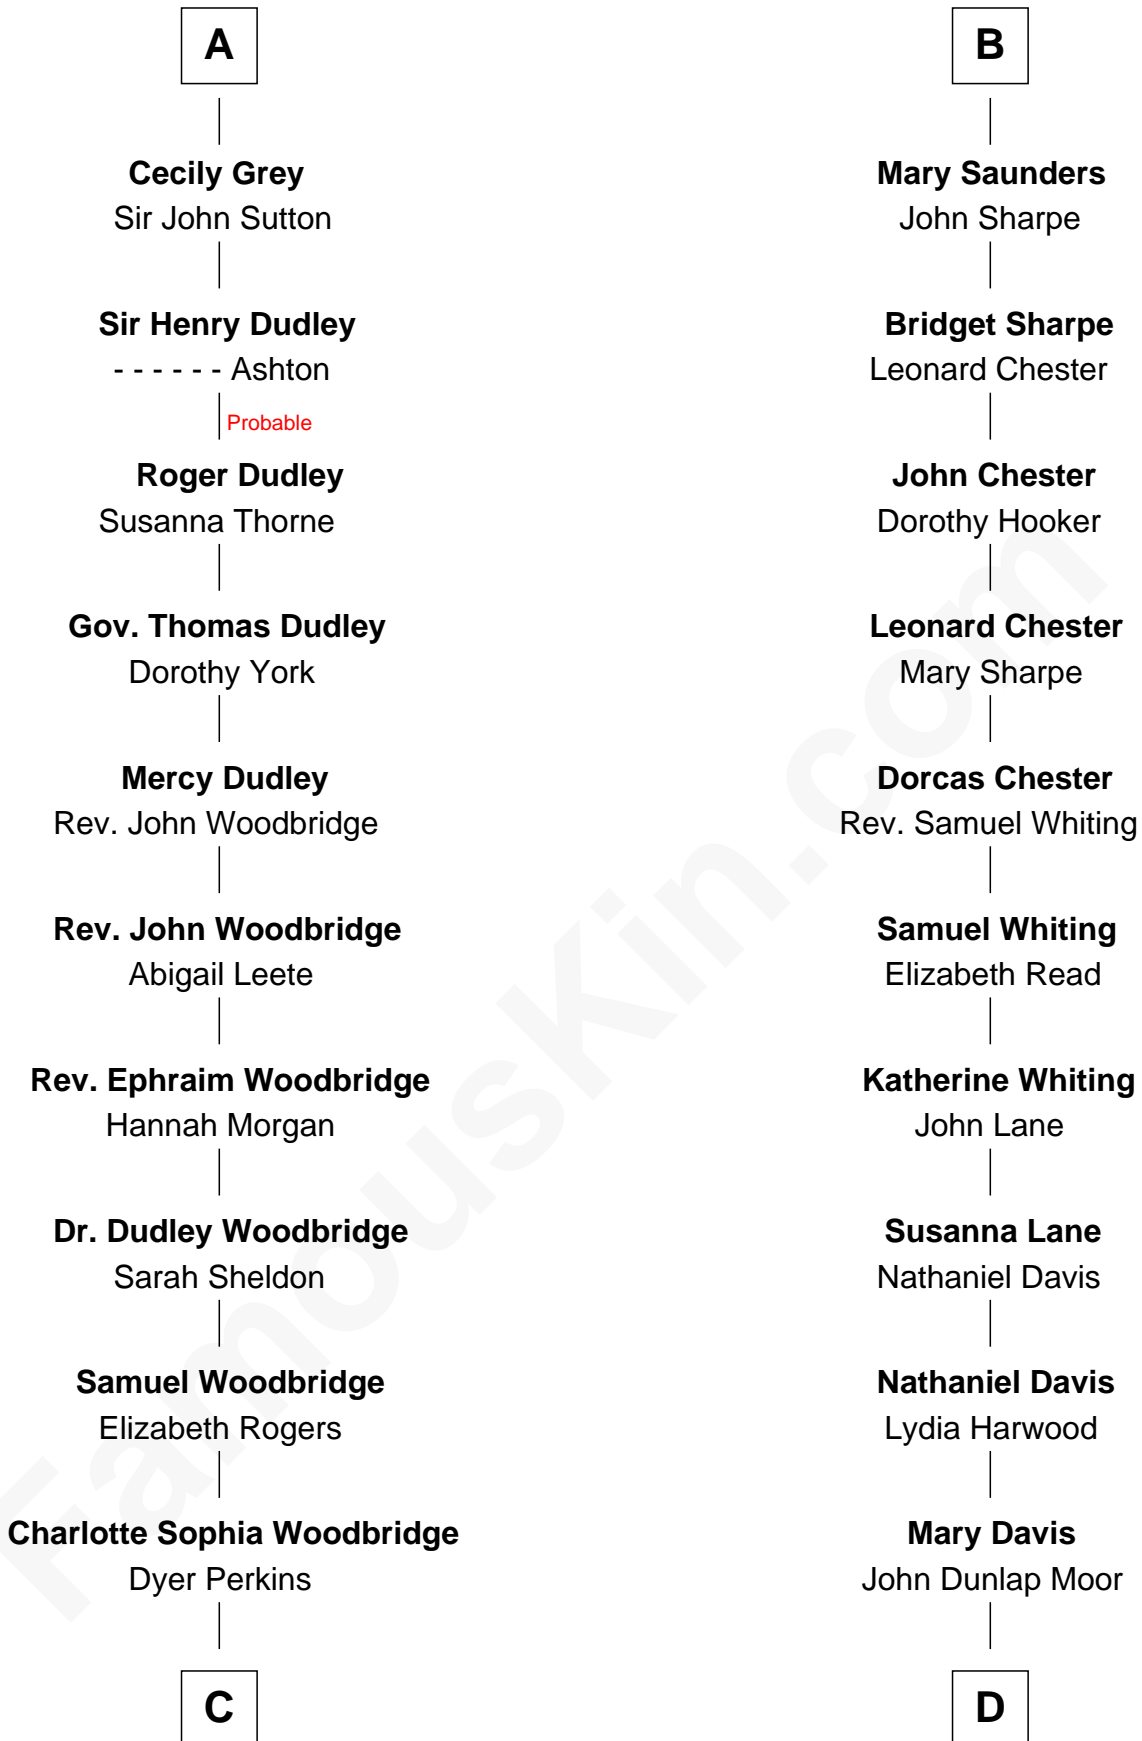 A
Cecily Grey
Sir John Sutton
Sir Henry Dudley
- - - - - - Ashton
Probable
Roger Dudley
Susanna Thorne
Gov. Thomas Dudley
Dorothy York
Mercy Dudley
Rev. John Woodbridge
Rev. John Woodbridge
Abigail Leete
Rev. Ephraim Woodbridge
Hannah Morgan
Dr. Dudley Woodbridge
Sarah Sheldon
Samuel Woodbridge
Elizabeth Rogers
Charlotte Sophia Woodbridge
Dyer Perkins
C
B
Mary Saunders
John Sharpe
Bridget Sharpe
Leonard Chester
John Chester
Dorothy Hooker
Leonard Chester
Mary Sharpe
Dorcas Chester
Rev. Samuel Whiting
Samuel Whiting
Elizabeth Read
Katherine Whiting
John Lane
Susanna Lane
Nathaniel Davis
Nathaniel Davis
Lydia Harwood
Mary Davis
John Dunlap Moor
D
FamousKin.com